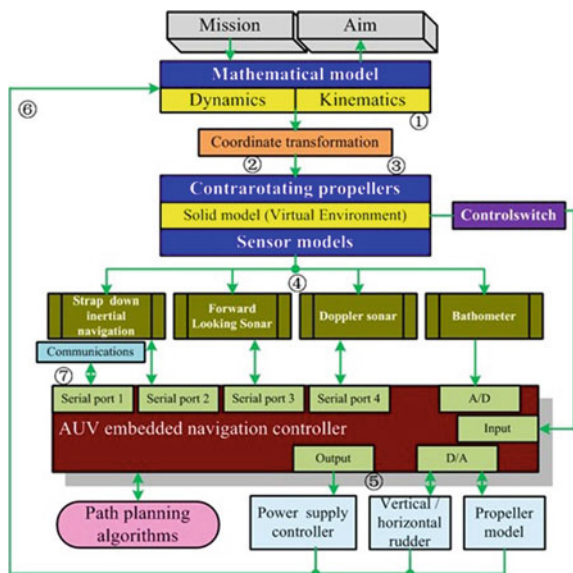 Mission
Aim
Mathematical model
Dynamics
Kinematics
⑥
①
Coordinate transformation
②
③
Contrarotating propellers
Solid model (Virtual Environment)
Controlswitch
Sensor models
④
Strap down
inertial navigation
Forward
Looking Sonar
Doppler sonar
Bathometer
Communications
⑦
Serial port 1
Serial port 2
Serial port 3
Serial port 4
A/D
AUV embedded navigation controller
Input
Output
D/A
⑤
Path planning
algorithms
Power supply
controller
Vertical /
horizontal
rudder
Propeller
model